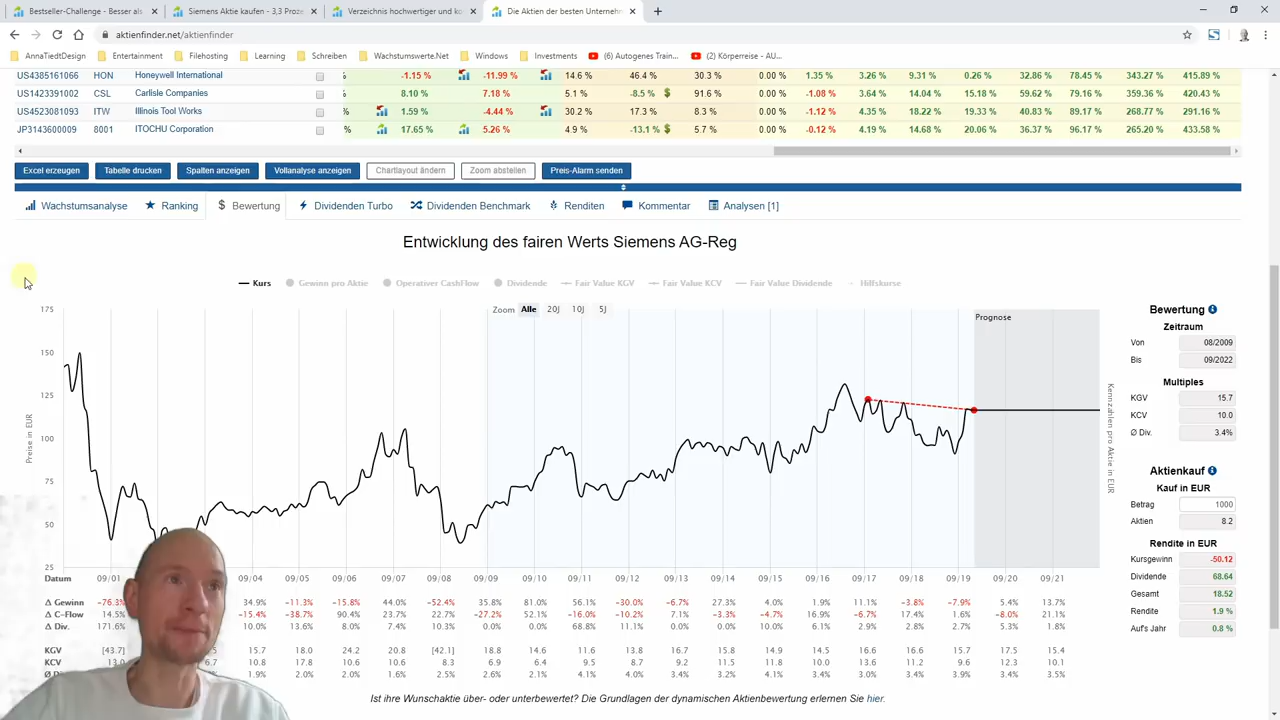 Bestseller-Challenge - Besser als
Siemens Aktie kaufen - 3,3 Proze
Verzeichnis hochwertiger und ko
Die Aktien der besten Unternehm
aktienfinder.net/aktienfinder
AnnaTiedtDesign Entertainment Filehosting Learning Schreiben Wachstumswerte.Net Windows Investments (6) Autogenes Train... (2) Körperreise - AU...
US4385161066 HON Honeywell International % -1.15 % -11.99 % 14.6 % 46.4 % 30.3 % 0.00 % 1.35 % 3.26 % 9.31 % 0.26 % 32.86 % 78.45 % 343.27 % 415.89 %
US1423391002 CSL Carlisle Companies % 8.10 % 7.18 % 5.1 % -8.5 % $ 91.6 % 0.00 % -1.08 % 3.64 % 14.04 % 15.18 % 59.62 % 79.16 % 359.36 % 420.43 %
US4523081093 ITW Illinois Tool Works % 1.59 % -4.44 % 30.2 % 17.3 % 8.3 % 0.00 % -1.12 % 4.35 % 18.22 % 19.33 % 40.83 % 89.17 % 268.77 % 291.16 %
JP3143600009 8001 ITOCHU Corporation % 17.65 % 5.26 % 4.9 % -13.1 % $ 5.7 % 0.00 % -0.12 % 4.19 % 14.68 % 20.06 % 36.37 % 96.17 % 265.20 % 433.58 %
Excel erzeugen Tabelle drucken Spalten anzeigen Vollanalyse anzeigen Chartlayout ändern Zoom abstellen Preis-Alarm senden
Wachstumsanalyse Ranking $ Bewertung Dividenden Turbo Dividenden Benchmark Renditen Kommentar Analysen [1]
Entwicklung des fairen Werts Siemens AG-Reg
Kurs Gewinn pro Aktie Operativer CashFlow Dividende Fair Value KGV Fair Value KCV Fair Value Dividende Hilfskurse
Zoom Alle 20J 10J 5J
Prognose
175
150
125
100
75
50
25
Preise in EUR
Kennzahlen pro Aktie in EUR
Datum 09/01 09/04 09/05 09/06 09/07 09/08 09/09 09/10 09/11 09/12 09/13 09/14 09/15 09/16 09/17 09/18 09/19 09/20 09/21
Δ Gewinn -76.3% 34.9% -11.3% -15.8% 44.0% -52.4% 35.8% 81.0% 56.1% -30.0% -6.7% 27.3% 4.0% 1.9% 11.1% -3.8% -7.9% 5.4% 13.7%
Δ C-Flow 14.5% -15.4% -38.7% 90.4% 23.7% 22.7% -27.2% 52.1% -16.0% -10.2% 7.1% -3.3% -4.7% 16.9% -6.7% 17.4% 1.6% -8.0% 21.1%
Δ Div. 171.6% 10.0% 13.6% 8.0% 7.4% 10.3% 0.0% 0.0% 68.8% 11.1% 0.0% 0.0% 10.0% 6.1% 2.9% 2.8% 2.7% 5.3% 1.8%
KGV [43.7] 15.7 18.0 24.2 20.8 [42.1] 18.8 14.6 11.6 13.8 16.7 15.8 14.9 14.5 16.6 16.6 15.7 17.5 15.4
KCV 13.0 6.7 10.8 17.8 10.6 10.6 8.3 6.9 6.4 9.5 8.7 9.2 11.5 11.8 10.0 13.6 11.2 9.6 12.3 10.1
1.9% 2.0% 2.0% 1.6% 2.5% 2.6% 2.1% 4.1% 4.0% 3.4% 3.2% 4.1% 3.4% 3.0% 3.4% 3.9% 3.4% 3.5%
Ist ihre Wunschaktie über- oder unterbewertet? Die Grundlagen der dynamischen Aktienbewertung erlernen Sie hier.
Bewertung
Zeitraum
Von 08/2009
Bis 09/2022
Multiples
KGV 15.7
KCV 10.0
Ø Div. 3.4%
Aktienkauf
Kauf in EUR
Betrag 1000
Aktien 8.2
Rendite in EUR
Kursgewinn -50.12
Dividende 68.64
Gesamt 18.52
Rendite 1.9 %
Auf's Jahr 0.8 %